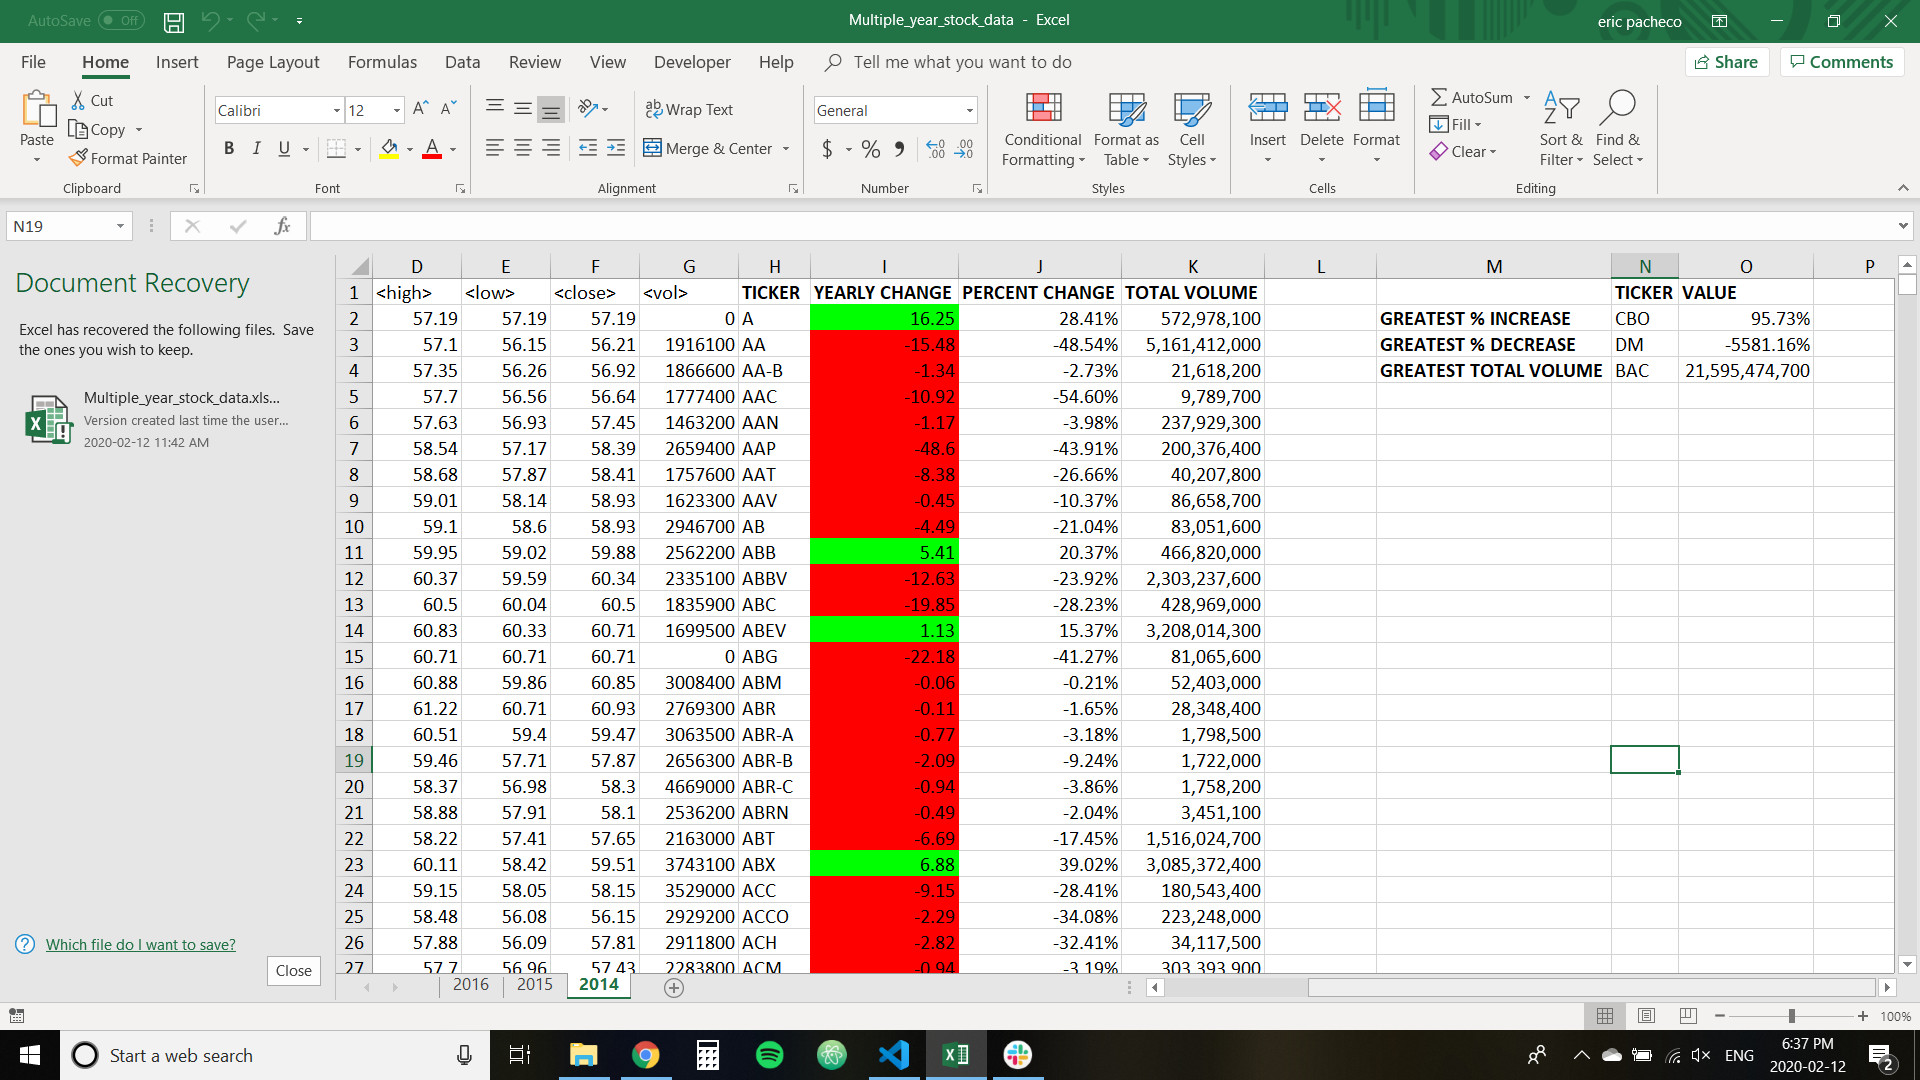 AutoSave Off
Multiple_year_stock_data - Excel
eric pacheco
File Home Insert Page Layout Formulas Data Review View Developer Help Tell me what you want to do
Share Comments
Paste
Cut
Copy
Format Painter
Clipboard
Calibri 12
B I U
Font
Wrap Text
Merge & Center
Alignment
General
$ % 9
Number
Conditional Formatting
Format as Table
Cell Styles
Styles
Insert Delete Format
Cells
AutoSum
Fill
Clear
Sort & Filter
Find & Select
Editing
N19
fx
Document Recovery
Excel has recovered the following files. Save
the ones you wish to keep.
Multiple_year_stock_data.xls...
Version created last time the user...
2020-02-12 11:42 AM
Which file do I want to save?
Close
D E F G H I J K L M N O P
1 <high> <low> <close> <vol> TICKER YEARLY CHANGE PERCENT CHANGE TOTAL VOLUME TICKER VALUE
2 57.19 57.19 57.19 0 A 16.25 28.41% 572,978,100 GREATEST % INCREASE CBO 95.73%
3 57.1 56.15 56.21 1916100 AA -15.48 -48.54% 5,161,412,000 GREATEST % DECREASE DM -5581.16%
4 57.35 56.26 56.92 1866600 AA-B -1.34 -2.73% 21,618,200 GREATEST TOTAL VOLUME BAC 21,595,474,700
5 57.7 56.56 56.64 1777400 AAC -10.92 -54.60% 9,789,700
6 57.63 56.93 57.45 1463200 AAN -1.17 -3.98% 237,929,300
7 58.54 57.17 58.39 2659400 AAP -48.6 -43.91% 200,376,400
8 58.68 57.87 58.41 1757600 AAT -8.38 -26.66% 40,207,800
9 59.01 58.14 58.93 1623300 AAV -0.45 -10.37% 86,658,700
10 59.1 58.6 58.93 2946700 AB -4.49 -21.04% 83,051,600
11 59.95 59.02 59.88 2562200 ABB 5.41 20.37% 466,820,000
12 60.37 59.59 60.34 2335100 ABBV -12.63 -23.92% 2,303,237,600
13 60.5 60.04 60.5 1835900 ABC -19.85 -28.23% 428,969,000
14 60.83 60.33 60.71 1699500 ABEV 1.13 15.37% 3,208,014,300
15 60.71 60.71 60.71 0 ABG -22.18 -41.27% 81,065,600
16 60.88 59.86 60.85 3008400 ABM -0.06 -0.21% 52,403,000
17 61.22 60.71 60.93 2769300 ABR -0.11 -1.65% 28,348,400
18 60.51 59.4 59.47 3063500 ABR-A -0.77 -3.18% 1,798,500
19 59.46 57.71 57.87 2656300 ABR-B -2.09 -9.24% 1,722,000
20 58.37 56.98 58.3 4669000 ABR-C -0.94 -3.86% 1,758,200
21 58.88 57.91 58.1 2536200 ABRN -0.49 -2.04% 3,451,100
22 58.22 57.41 57.65 2163000 ABT -6.69 -17.45% 1,516,024,700
23 60.11 58.42 59.51 3743100 ABX 6.88 39.02% 3,085,372,400
24 59.15 58.05 58.15 3529000 ACC -9.15 -28.41% 180,543,400
25 58.48 56.08 56.15 2929200 ACCO -2.29 -34.08% 223,248,000
26 57.88 56.09 57.81 2911800 ACH -2.82 -32.41% 34,117,500
27 57.7 56.96 57.43 2283800 ACM -0.94 -3.19% 303,393,900
2016 2015 2014
100%
Start a web search
ENG
6:37 PM
2020-02-12
2